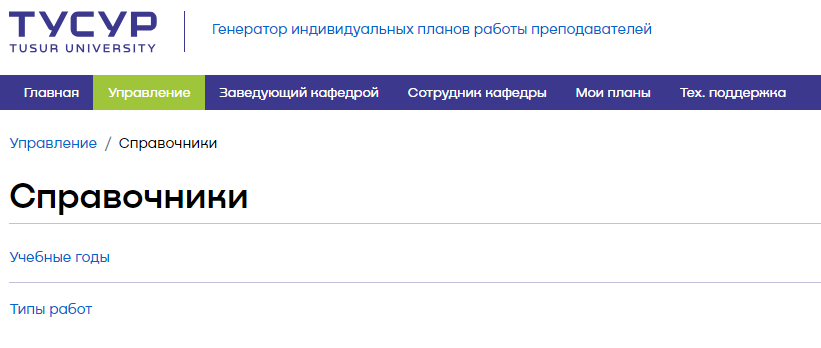 ТУСУР
TUSUR UNIVERSITY
Генератор индивидуальных планов работы преподавателей
Главная Управление Заведующий кафедрой Сотрудник кафедры Мои планы Тех. поддержка
Управление / Справочники
Справочники
Учебные годы
Типы работ